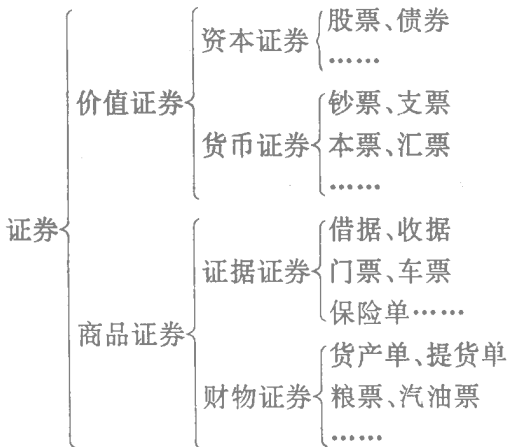 股票、债券
资本证券
……
价值证券
钞票、支票
货币证券
本票、汇票
……
证券
借据、收据
证据证券
门票、车票
保险单……
商品证券
货产单、提货单
财物证券
粮票、汽油票
……